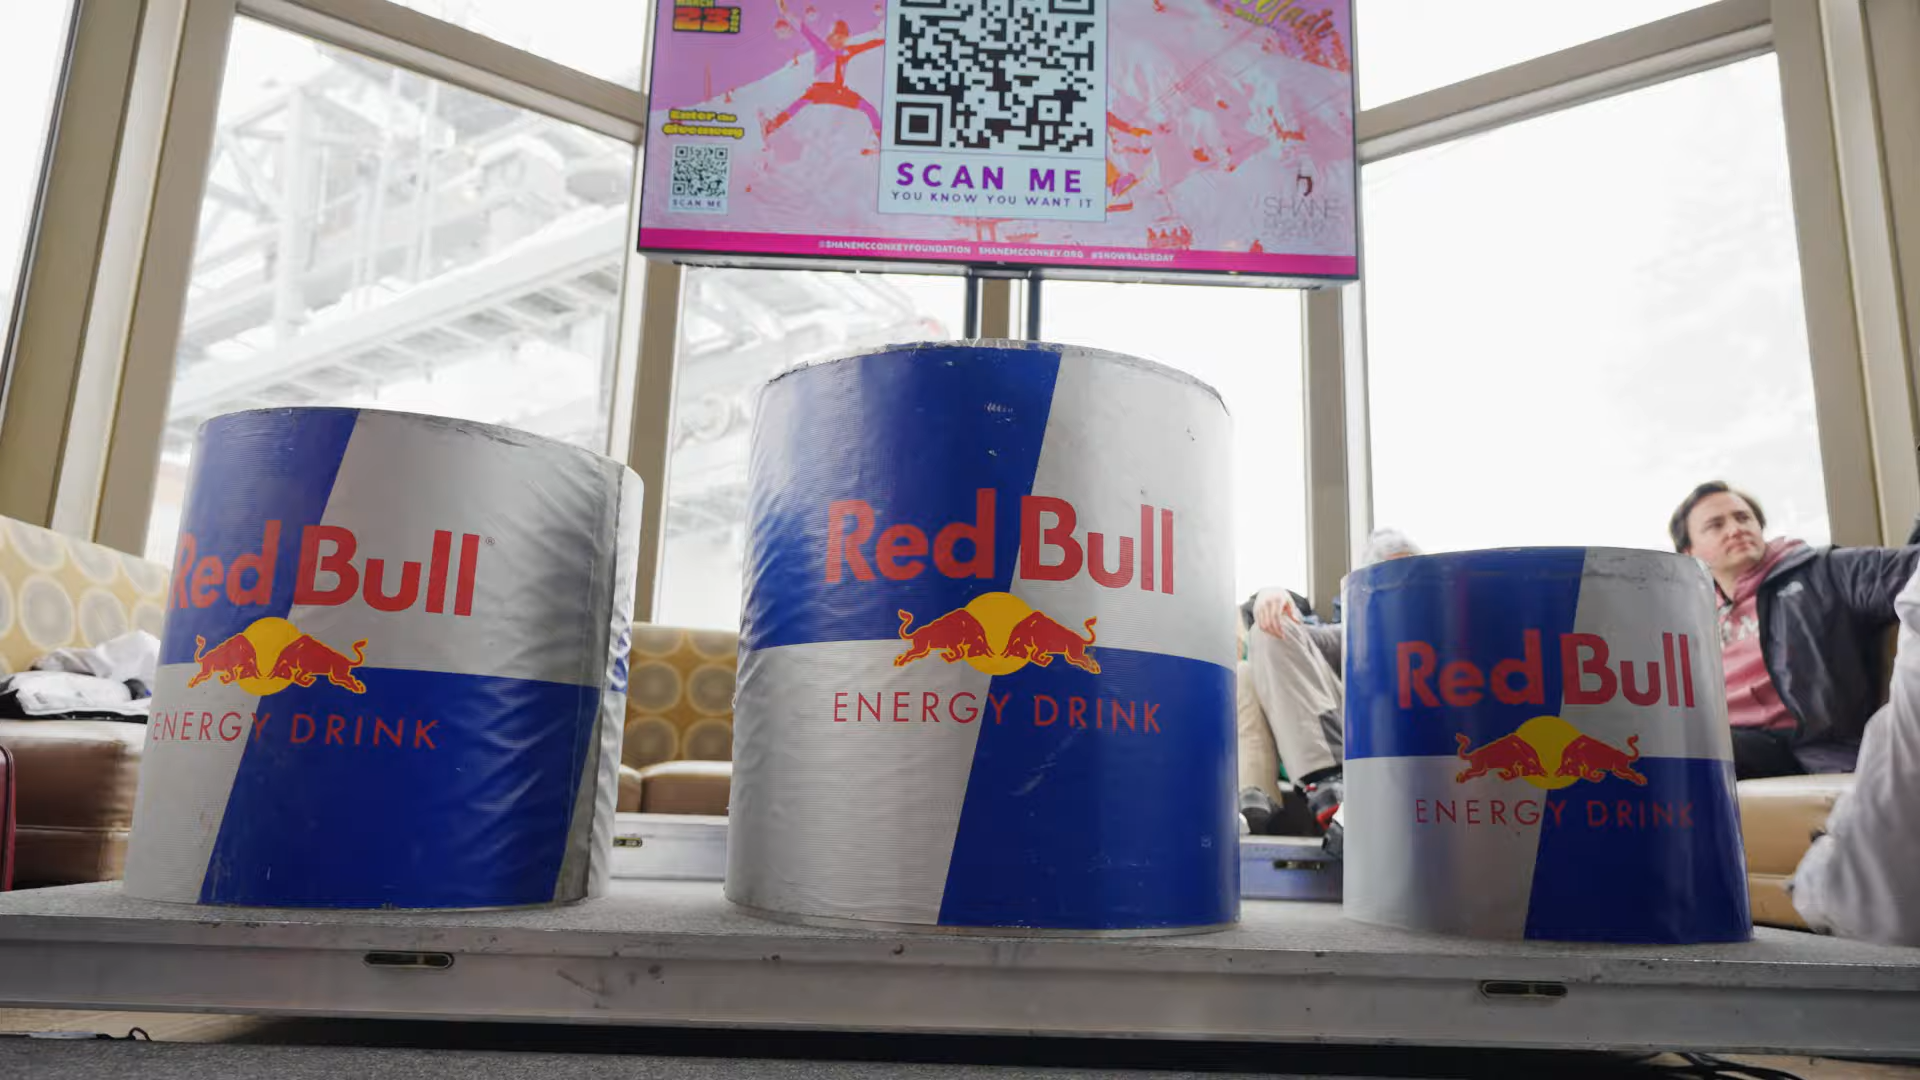 MARCH
23
Enter the
Giveaway
SCAN ME
SCAN ME
YOU KNOW YOU WANT IT
SHANE
@SHANEMCCONKEYFOUNDATION SHANEMCCONKEY.ORG #SNOWBLADEDAY
Red Bull®
ENERGY DRINK
Red Bull
ENERGY DRINK
Red Bull
ENERGY DRINK